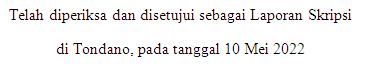 Telah diperiksa dan disetujui sebagai Laporan Skripsi
di Tondano, pada tanggal 10 Mei 2022